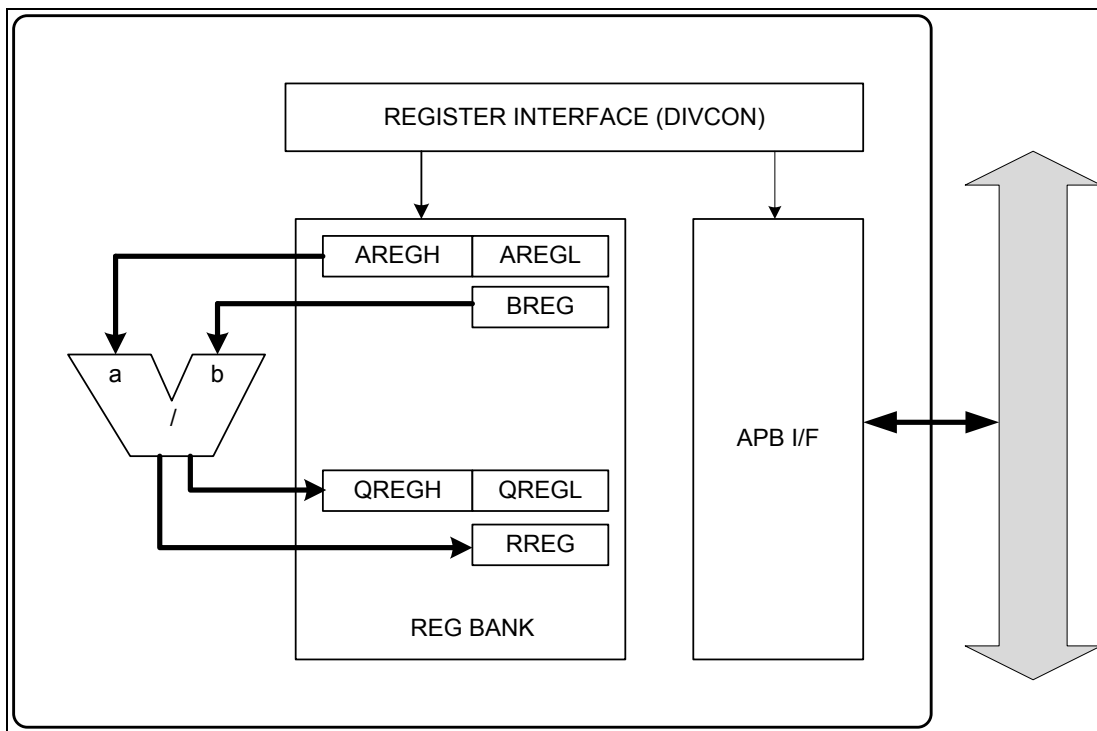 REGISTER INTERFACE (DIVCON)
AREGH AREGL
BREG
a b
/
APB I/F
QREGH QREGL
RREG
REG BANK